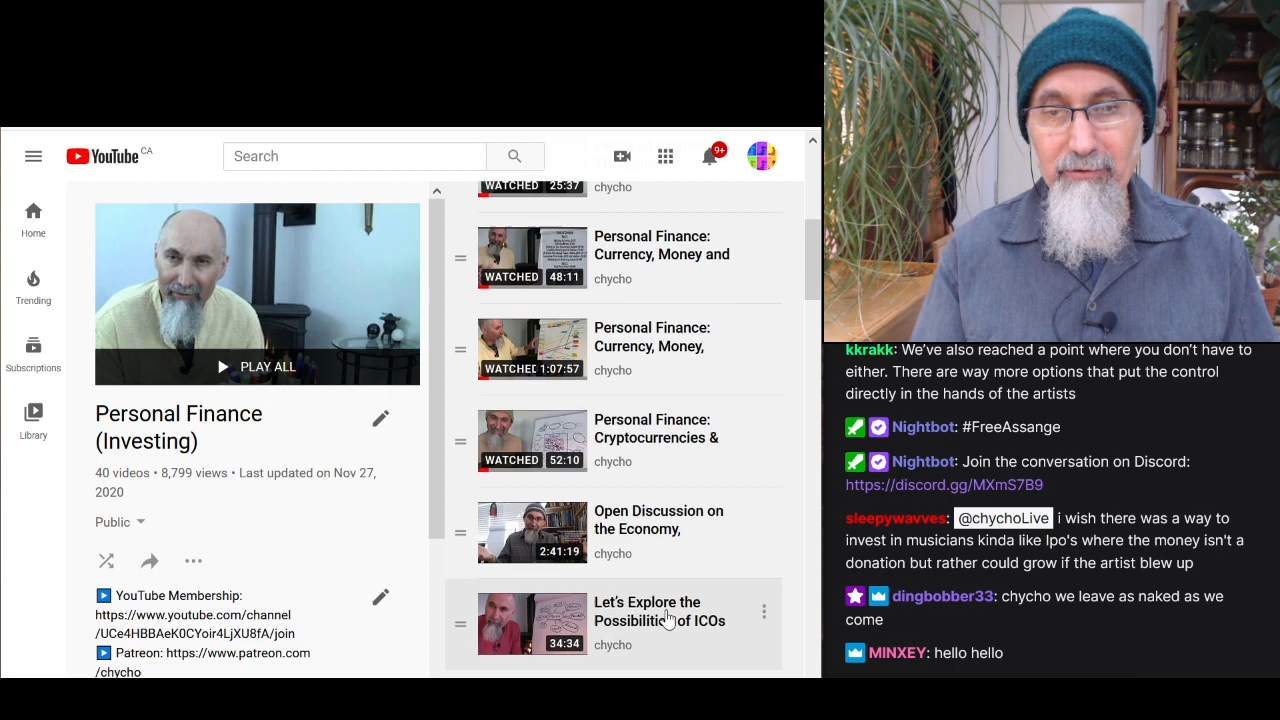 YouTube CA
Search
9+
Home
Trending
Subscriptions
Library
PLAY ALL
Personal Finance
(Investing)
40 videos • 8,799 views • Last updated on Nov 27,
2020
Public
YouTube Membership:
https://www.youtube.com/channel
/UCe4HBBAeK0CYoir4LjXU8fA/join
Patreon: https://www.patreon.com
/chycho
WATCHED 25:37
chycho
Personal Finance:
Currency, Money and
WATCHED 48:11
chycho
Personal Finance:
Currency, Money,
WATCHED 1:07:57
chycho
Personal Finance:
Cryptocurrencies &
WATCHED 52:10
chycho
Open Discussion on
the Economy,
2:41:19
chycho
Let's Explore the
Possibilities of ICOs
34:34
chycho
kkrakk: We've also reached a point where you don't have to
either. There are way more options that put the control
directly in the hands of the artists
Nightbot: #FreeAssange
Nightbot: Join the conversation on Discord:
https://discord.gg/MXmS7B9
sleepywavves: @chychoLive i wish there was a way to
invest in musicians kinda like Ipo's where the money isn't a
donation but rather could grow if the artist blew up
dingbobber33: chycho we leave as naked as we
come
MINXEY: hello hello